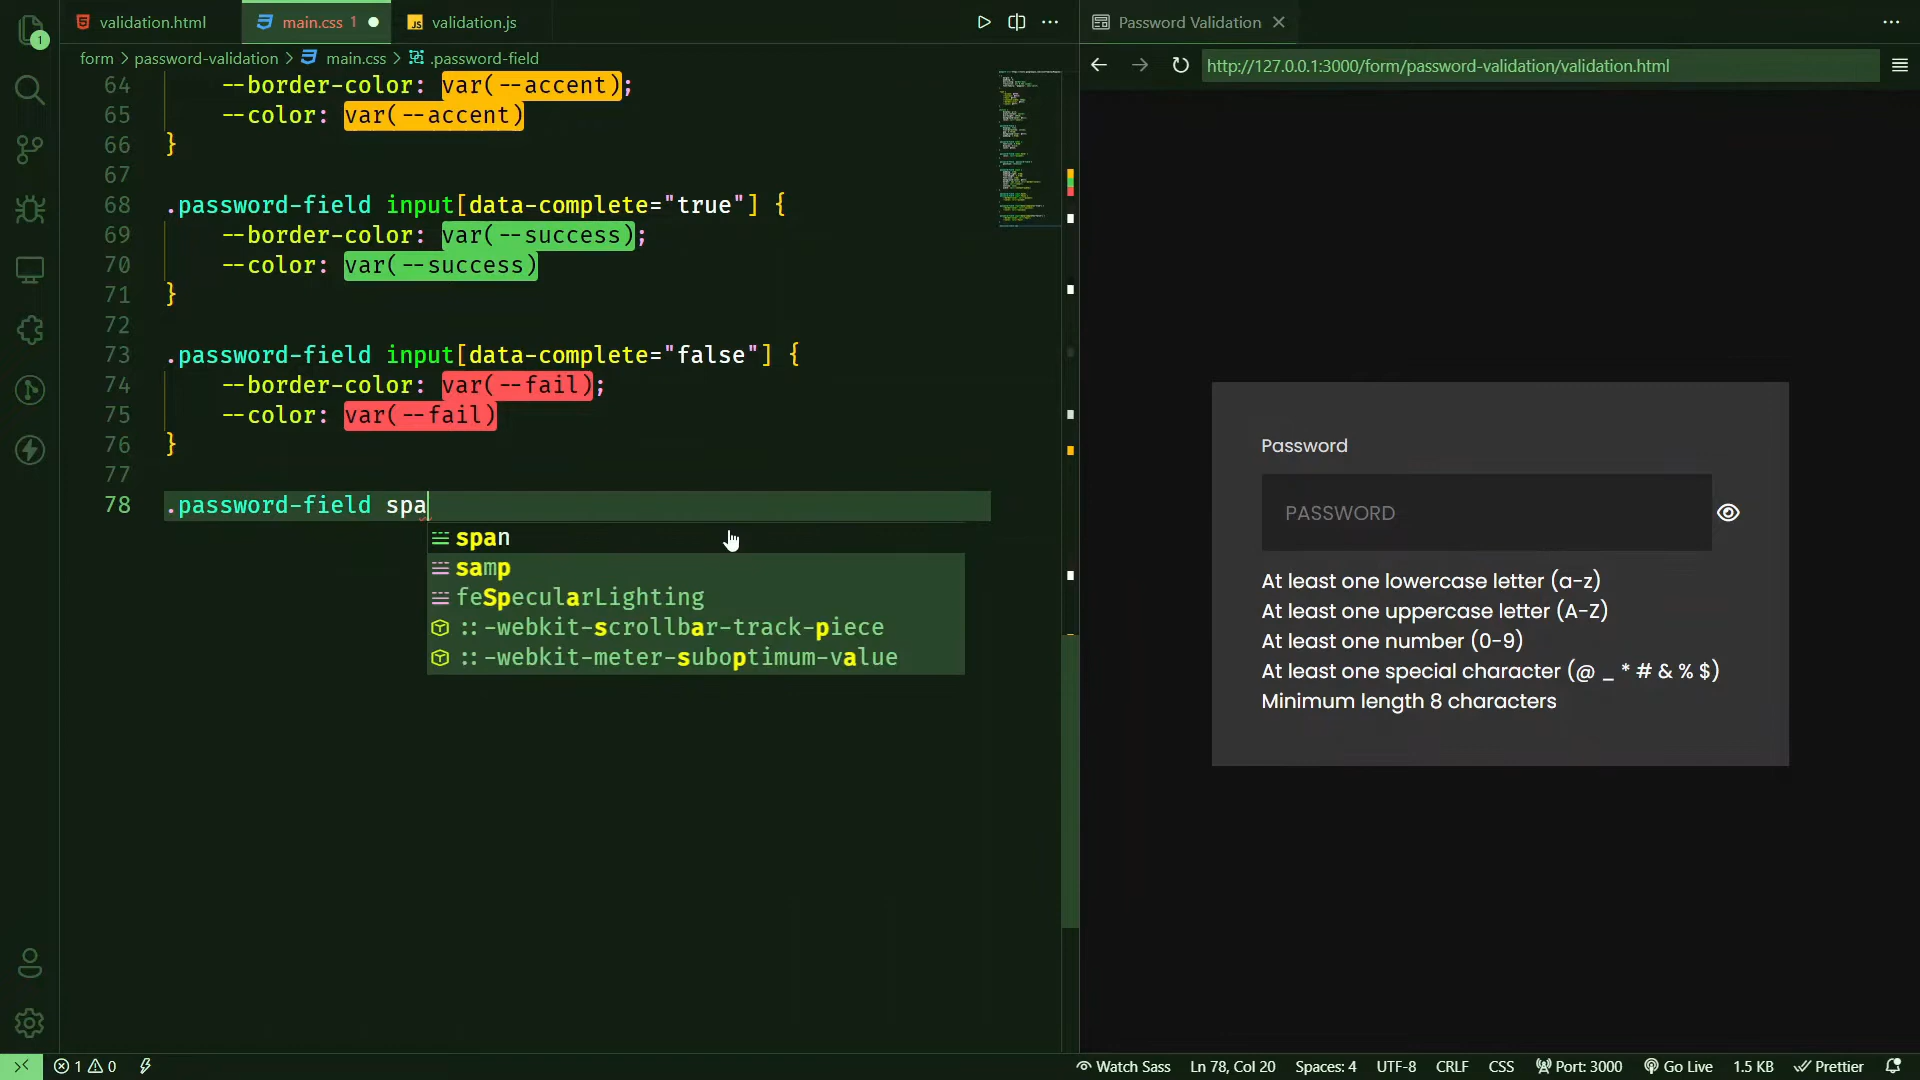 validation.html
main.css 1
validation.js
form > password-validation > main.css > .password-field
64 --border-color: var(--accent);
65 --color: var(--accent)
66 }
67
68 .password-field input[data-complete="true"] {
69 --border-color: var(--success);
70 --color: var(--success)
71 }
72
73 .password-field input[data-complete="false"] {
74 --border-color: var(--fail);
75 --color: var(--fail)
76 }
77
78 .password-field spa
span
samp
feSpecularLighting
::-webkit-scrollbar-track-piece
::-webkit-meter-suboptimum-value
1
Password Validation
http://127.0.0.1:3000/form/password-validation/validation.html
Password
PASSWORD
At least one lowercase letter (a-z)
At least one uppercase letter (A-Z)
At least one number (0-9)
At least one special character (@ _ * # & % $)
Minimum length 8 characters
1 0 Watch Sass Ln 78, Col 20 Spaces: 4 UTF-8 CRLF CSS Port: 3000 Go Live 1.5 KB Prettier